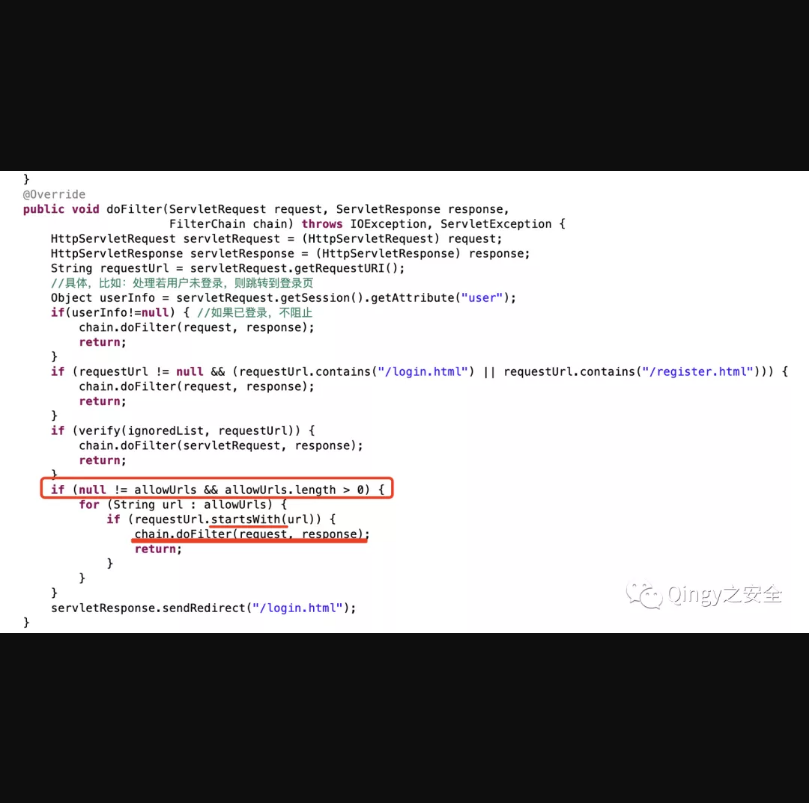 }
@Override
public void doFilter(ServletRequest request, ServletResponse response,
FilterChain chain) throws IOException, ServletException {
HttpServletRequest servletRequest = (HttpServletRequest) request;
HttpServletResponse servletResponse = (HttpServletResponse) response;
String requestUrl = servletRequest.getRequestURI();
//具体，比如：处理若用户未登录，则跳转到登录页
Object userInfo = servletRequest.getSession().getAttribute("user");
if(userInfo!=null) { //如果已登录，不阻止
chain.doFilter(request, response);
return;
}
if (requestUrl != null && (requestUrl.contains("/login.html") || requestUrl.contains("/register.html"))) {
chain.doFilter(request, response);
return;
}
if (verify(ignoredList, requestUrl)) {
chain.doFilter(servletRequest, response);
return;
}
if (null != allowUrls && allowUrls.length > 0) {
for (String url : allowUrls) {
if (requestUrl.startsWith(url)) {
chain.doFilter(request, response);
return;
}
}
}
servletResponse.sendRedirect("/login.html");
}
Qingy之安全